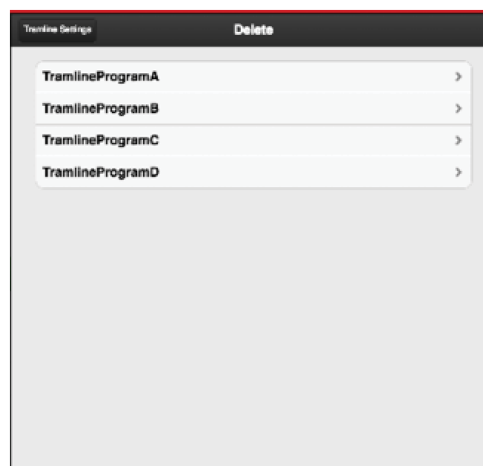 Tramline Settings
Delete
TramlineProgramA
TramlineProgramB
TramlineProgramC
TramlineProgramD